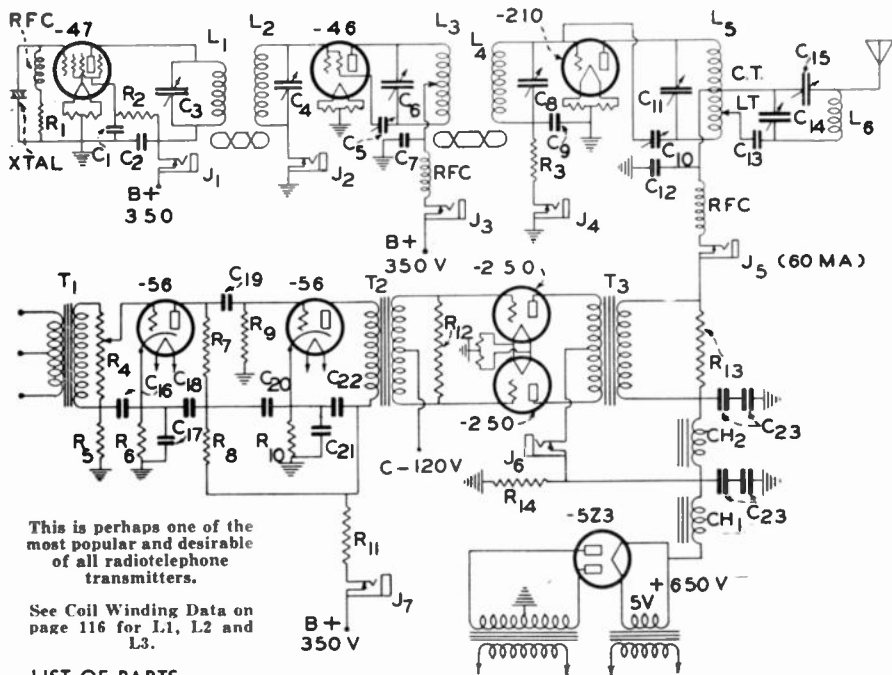 RFC
-47
L1
L2
-46
L3
L4
-210
L5
C15
R2
C3
C4
C6
C8
C11
C.T.
LT
C14
L6
R1
XTAL
C1
C2
C5
C7
R3
C9
C10
C13
C12
B+
350
J1
J2
RFC
J3
J4
RFC
B+
350 V
J5 (60 MA)
T1
-56
C19
-56
T2
-250
T3
R4
R7
R9
R12
R13
C16
C18
C20
C22
R5
R6
C17
R8
R10
C21
-250
C-120V
J6
CH2
C23
R14
CH1
C23
-5Z3
+650V
5V
R11
J7
B+
350 V
This is perhaps one of the
most popular and desirable
of all radiotelephone
transmitters.
See Coil Winding Data on
page 116 for L1, L2 and
L3.
LIST OF PARTS